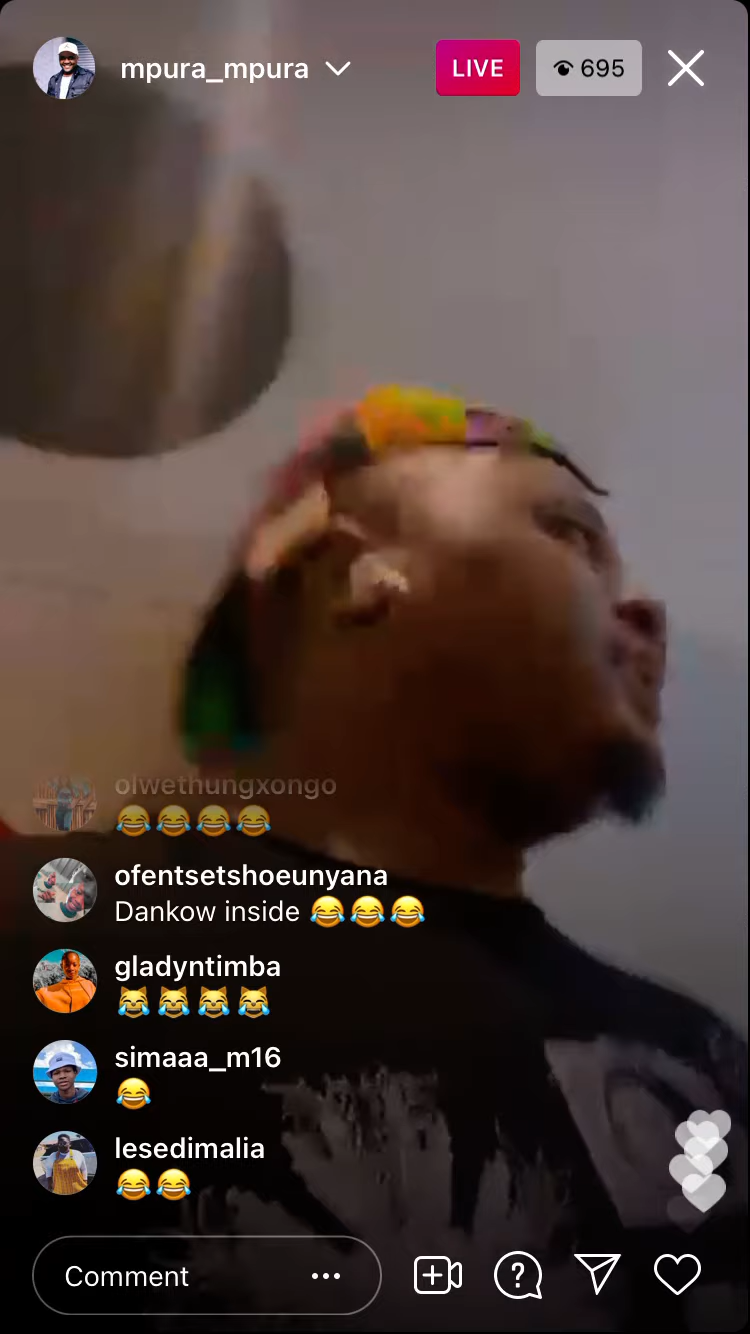 mpura_mpura
LIVE
695
olwethungxongo
😂😂😂😂
ofentsetshoeunyana
Dankow inside 😂😂😂
gladyntimba
😹😹😹😹
simaaa_m16
😂
lesedimalia
😂😂
Comment